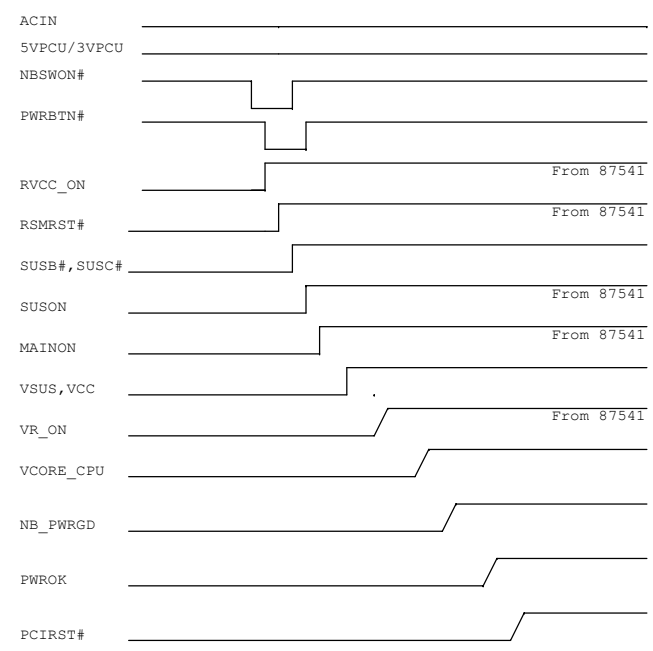 ACIN
5VPCU/3VPCU
NBSWON#
PWRBTN#
RVCC_ON From 87541
RSMRST# From 87541
SUSB#,SUSC#
SUSON From 87541
MAINON From 87541
VSUS,VCC
VR_ON From 87541
VCORE_CPU
NB_PWRGD
PWROK
PCIRST#